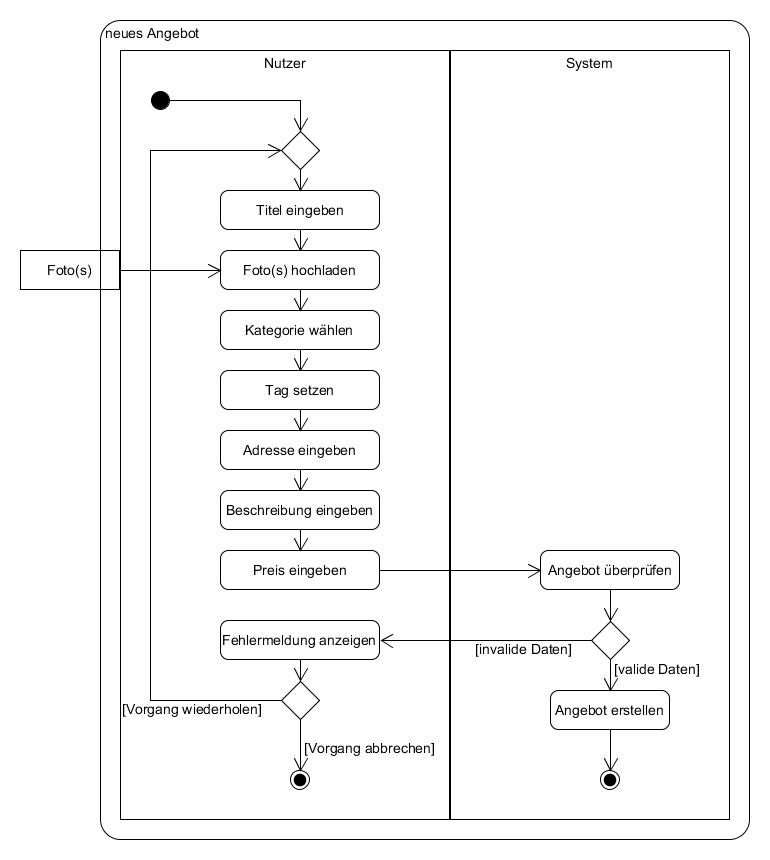 neues Angebot
Nutzer
System
Titel eingeben
Foto(s)
Foto(s) hochladen
Kategorie wählen
Tag setzen
Adresse eingeben
Beschreibung eingeben
Preis eingeben
Angebot überprüfen
Fehlermeldung anzeigen
[invalide Daten]
[valide Daten]
[Vorgang wiederholen]
Angebot erstellen
[Vorgang abbrechen]